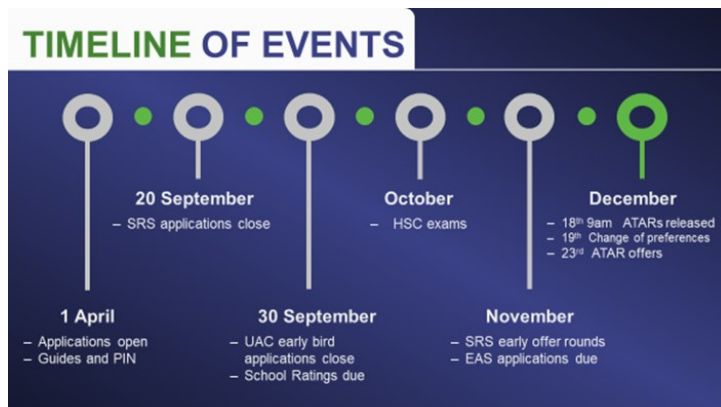 TIMELINE OF EVENTS
20 September
– SRS applications close
October
– HSC exams
December
– 18th 9am ATARs released
– 19th Change of preferences
– 23rd ATAR offers
1 April
– Applications open
– Guides and PIN
30 September
– UAC early bird
applications close
– School Ratings due
November
– SRS early offer rounds
– EAS applications due